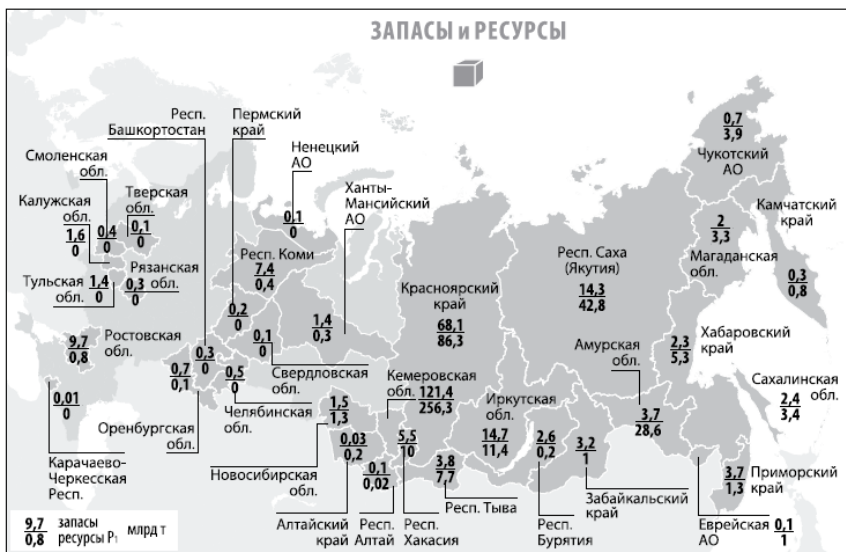 ЗАПАСЫ и РЕСУРСЫ
Респ.
Башкортостан
Пермский
край
Ненецкий
АО
0,1
0
Ханты-
Мансийский
АО
1,4
0,3
Смоленская
обл.
0,4
0
Тверская
обл.
0,1
0
Калужская
обл.
1,6
0
Тульская
обл.
1,4
0
Рязанская
обл.
0,3
0
Респ. Коми
7,4
0,4
0,2
0
0,1
0
Свердловская
обл.
Ростовская
обл.
9,7
0,8
0,7
0,1
0,3
0
0,5
0
Челябинская
обл.
Оренбургская
обл.
0,01
0
Карачаево-
Черкесская
Респ.
Красноярский
край
68,1
86,3
Респ. Саха
(Якутия)
14,3
42,8
0,7
3,9
Чукотский
АО
Камчатский
край
0,3
0,8
2
3,3
Магаданская
обл.
2,3
5,3
Хабаровский
край
Амурская
обл.
3,7
28,6
Сахалинская
обл.
2,4
3,4
Кемеровская
обл.
121,4
256,3
Иркутская
обл.
14,7
11,4
1,5
1,3
Новосибирская
обл.
0,03
0,2
Алтайский
край
0,1
0,02
Респ.
Алтай
5,5
10
Респ.
Хакасия
3,8
7,7
Респ. Тыва
2,6
0,2
Респ.
Бурятия
3,2
1
Забайкальский
край
3,7
1,3
Приморский
край
Еврейская
АО
0,1
1
9,7 запасы
0,8 ресурсы P₁
млрд т